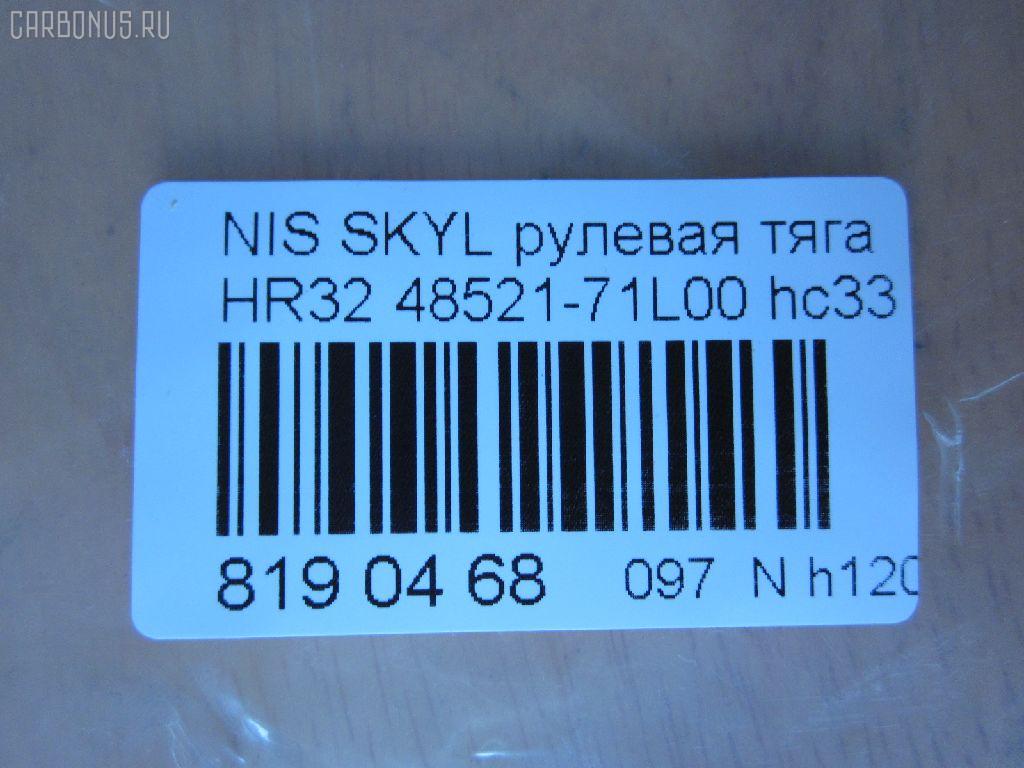 CARBONUS.RU
NIS SKYL рулевая тяга
HR32 48521-71L00 hc33
819 04 68 097 N h120